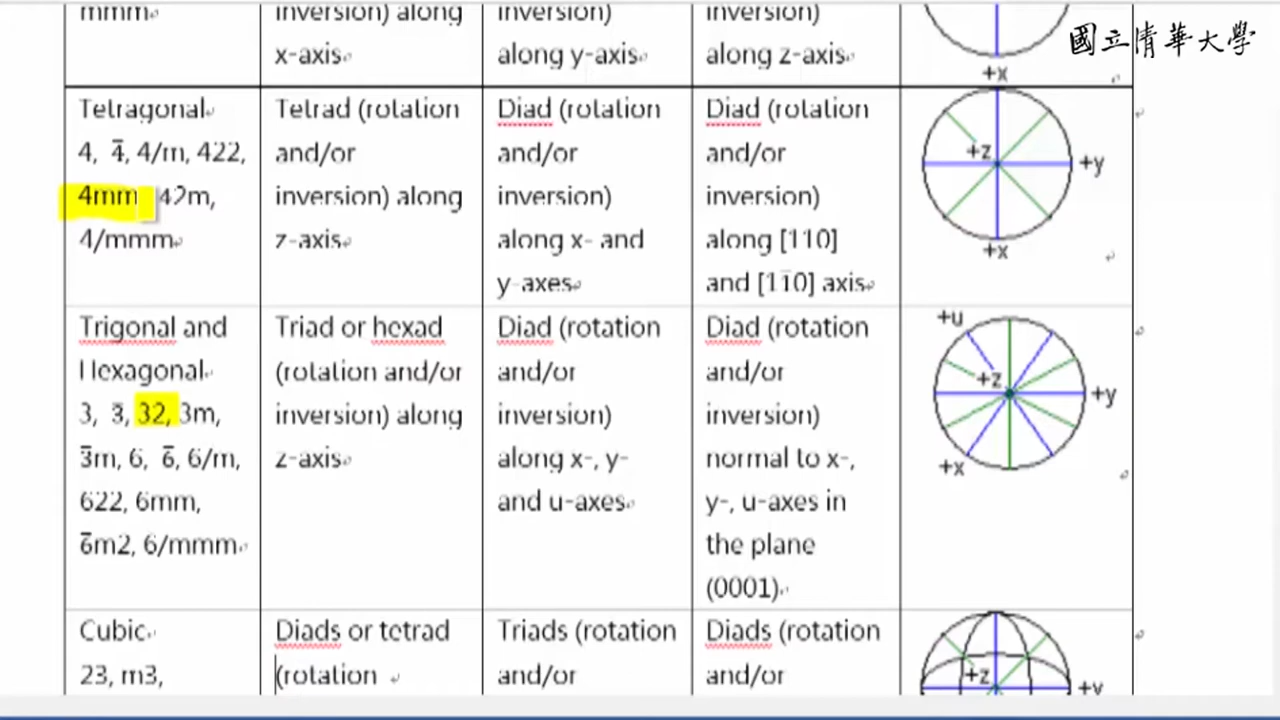 國立清華大學
mmm
inversion) along
x-axis
inversion)
along y-axis
inversion)
along z-axis
+x
Tetragonal
4, 4̅, 4/m, 422,
4mm, 42m,
4/mmm
Tetrad (rotation
and/or
inversion) along
z-axis
Diad (rotation
and/or
inversion)
along x- and
y-axes
Diad (rotation
and/or
inversion)
along [110]
and [11̅0] axis
+z
+y
+x
Trigonal and
Hexagonal
3, 3̅, 32, 3m,
3̅m, 6, 6̅, 6/m,
622, 6mm,
6̅m2, 6/mmm
Triad or hexad
(rotation and/or
inversion) along
z-axis
Diad (rotation
and/or
inversion)
along x-, y-
and u-axes
Diad (rotation
and/or
inversion)
normal to x-,
y-, u-axes in
the plane
(0001).
+u
+z
+y
+x
Cubic
23, m3,
Diads or tetrad
(rotation
Triads (rotation
and/or
Diads (rotation
and/or
+z
+y